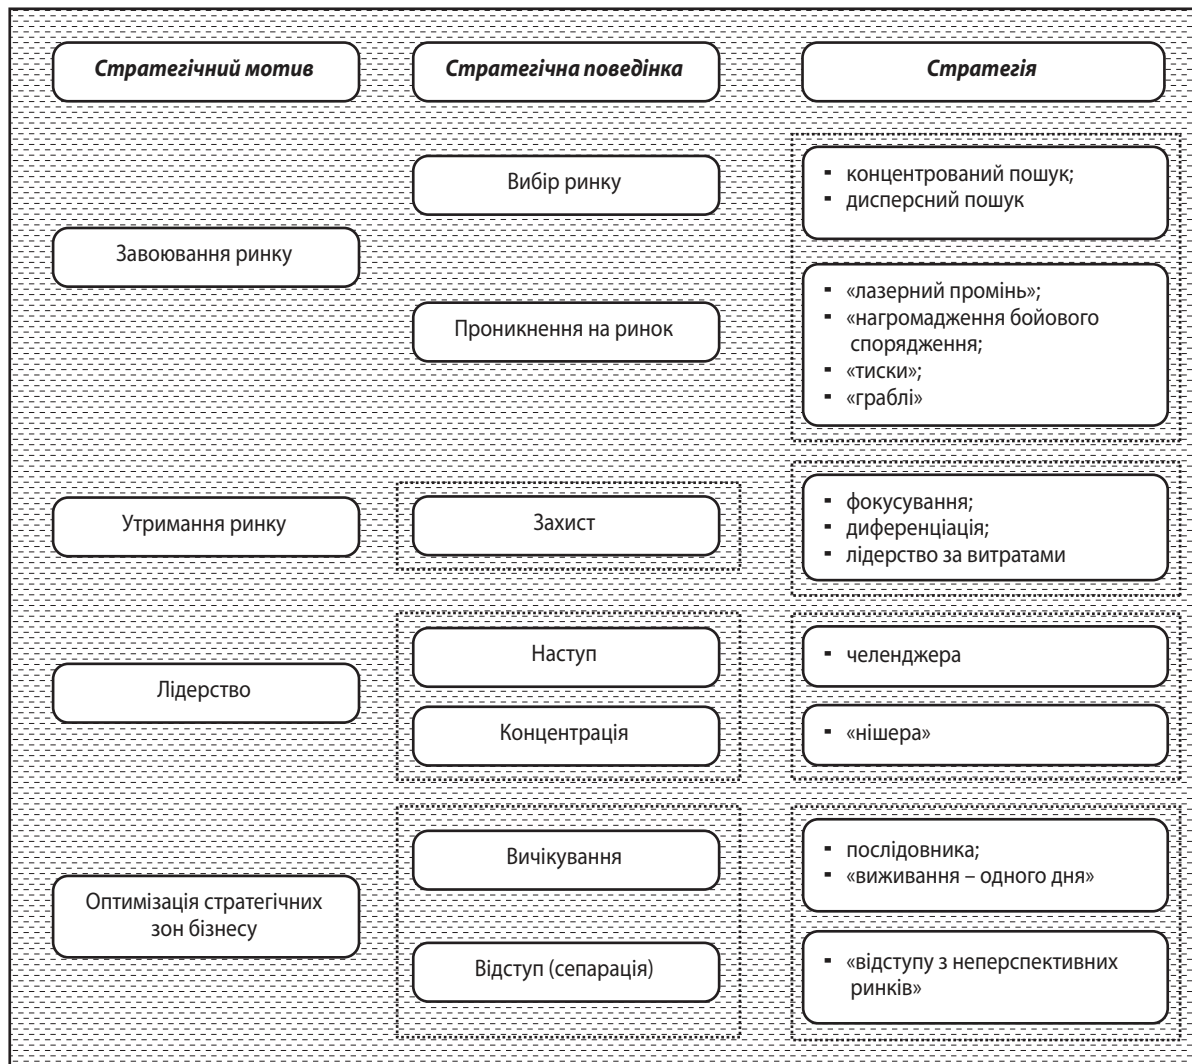 Стратегічний мотив
Стратегічна поведінка
Стратегія
Завоювання ринку
Вибір ринку
▪ концентрований пошук;
▪ дисперсний пошук
Проникнення на ринок
▪ «лазерний промінь»;
▪ «нагромадження бойового
спорядження;
▪ «тиски»;
▪ «граблі»
Утримання ринку
Захист
▪ фокусування;
▪ диференціація;
▪ лідерство за витратами
Лідерство
Наступ
▪ челенджера
Концентрація
▪ «нішера»
Оптимізація стратегічних
зон бізнесу
Вичікування
▪ послідовника;
▪ «виживання – одного дня»
Відступ (сепарація)
▪ «відступу з неперспективних
ринків»